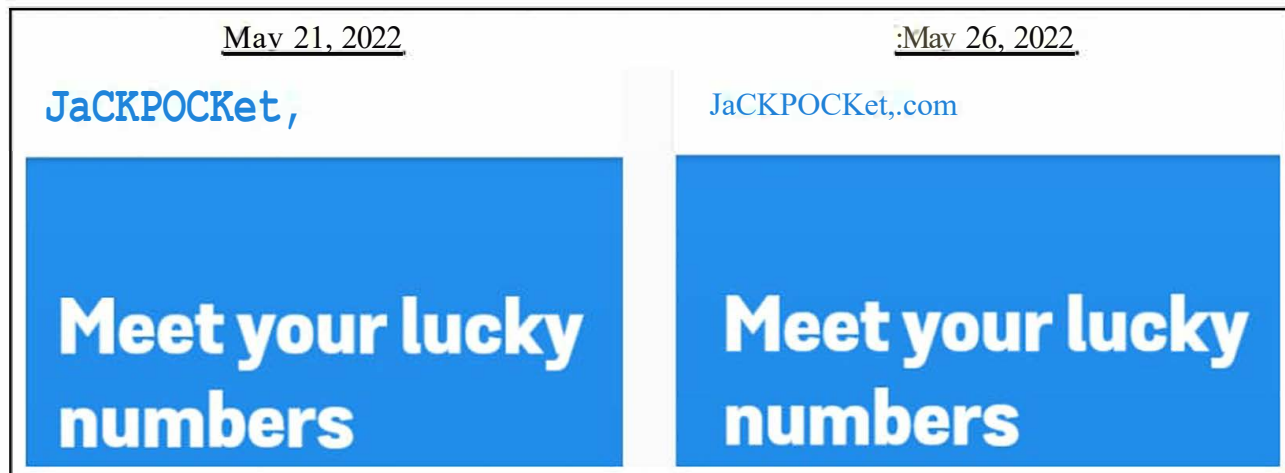 May 21, 2022
JaCKPOCKet,
Meet your lucky
numbers
:May 26, 2022
JaCKPOCKet,.com
Meet your lucky
numbers